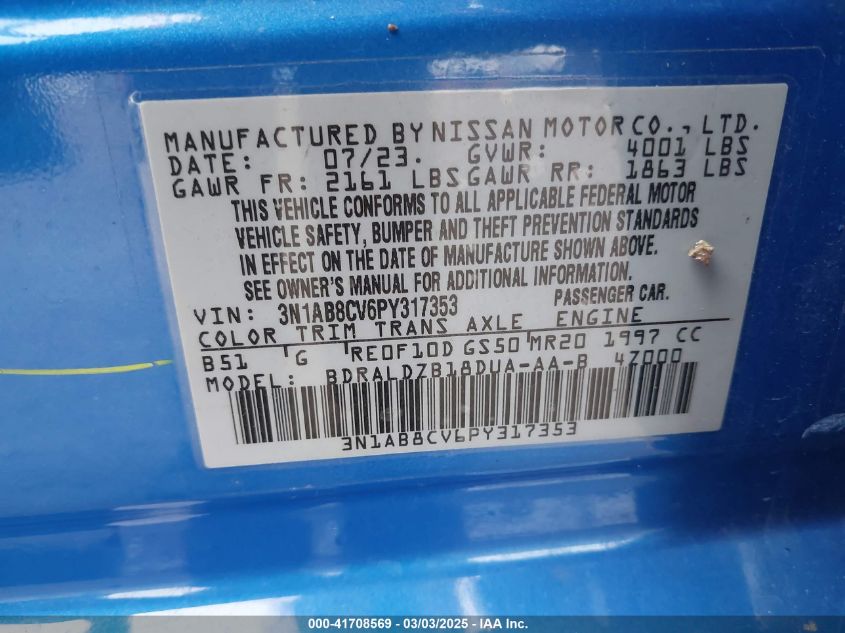 MANUFACTURED BY NISSAN MOTOR CO., LTD.
DATE: 07/23. GVWR: 4001 LBS
GAWR FR: 2161 LBS GAWR RR: 1863 LBS
THIS VEHICLE CONFORMS TO ALL APPLICABLE FEDERAL MOTOR
VEHICLE SAFETY, BUMPER AND THEFT PREVENTION STANDARDS
IN EFFECT ON THE DATE OF MANUFACTURE SHOWN ABOVE.
SEE OWNER'S MANUAL FOR ADDITIONAL INFORMATION.
VIN: 3N1AB8CV6PY317353 PASSENGER CAR.
COLOR TRIM TRANS AXLE ENGINE
B51 G RE0F10D GS50 MR20 1997 CC
MODEL: BDRALDZB18DUA-AA-B 4Z000
3N1AB8CV6PY317353
000-41708569 — 03/03/2025 — IAA Inc.